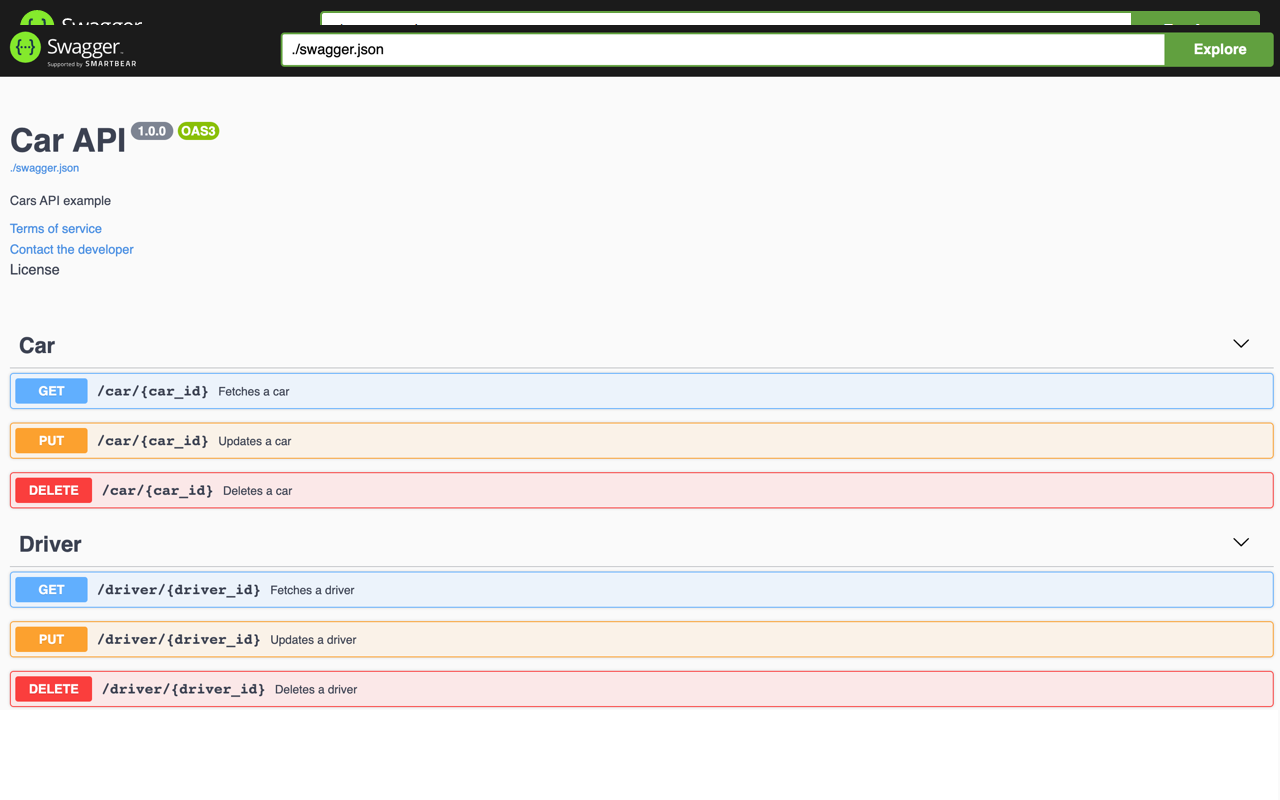 Swagger
Swagger
Supported by SMARTBEAR
./swagger.json
Explore
Car API 1.0.0 OAS3
./swagger.json
Cars API example
Terms of service
Contact the developer
License
Car
GET /car/{car_id} Fetches a car
PUT /car/{car_id} Updates a car
DELETE /car/{car_id} Deletes a car
Driver
GET /driver/{driver_id} Fetches a driver
PUT /driver/{driver_id} Updates a driver
DELETE /driver/{driver_id} Deletes a driver